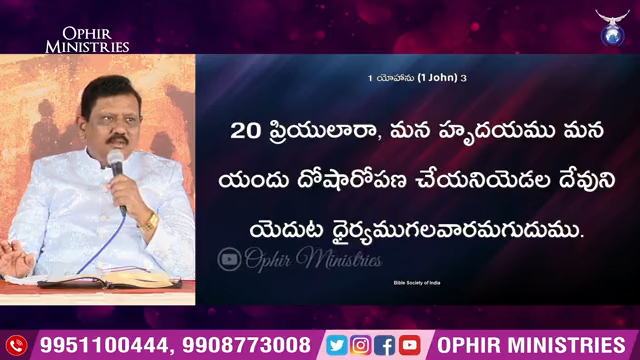 OPHIR
MINISTRIES
1 యోహాను (1 John) 3
20 ప్రియులారా, మన హృదయము మన
యందు దోషారోపణ చేయనియెడల దేవుని
యెదుట ధైర్యముగలవారమగుదుము.
Ophir Ministries
Bible Society of India
9951100444, 9908773008
OPHIR MINISTRIES